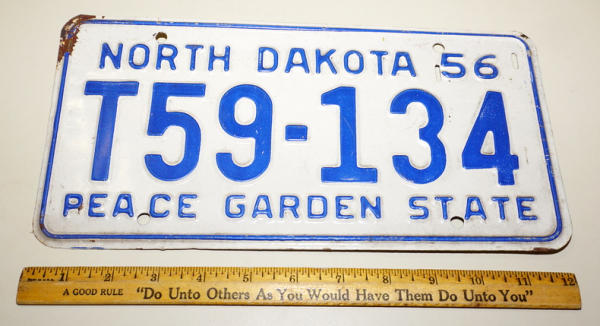 NORTH DAKOTA 56
T59-134
PEACE GARDEN STATE
1 2 3 4 5 6 7 8 9 10 11 12
A GOOD RULE "Do Unto Others As You Would Have Them Do Unto You"